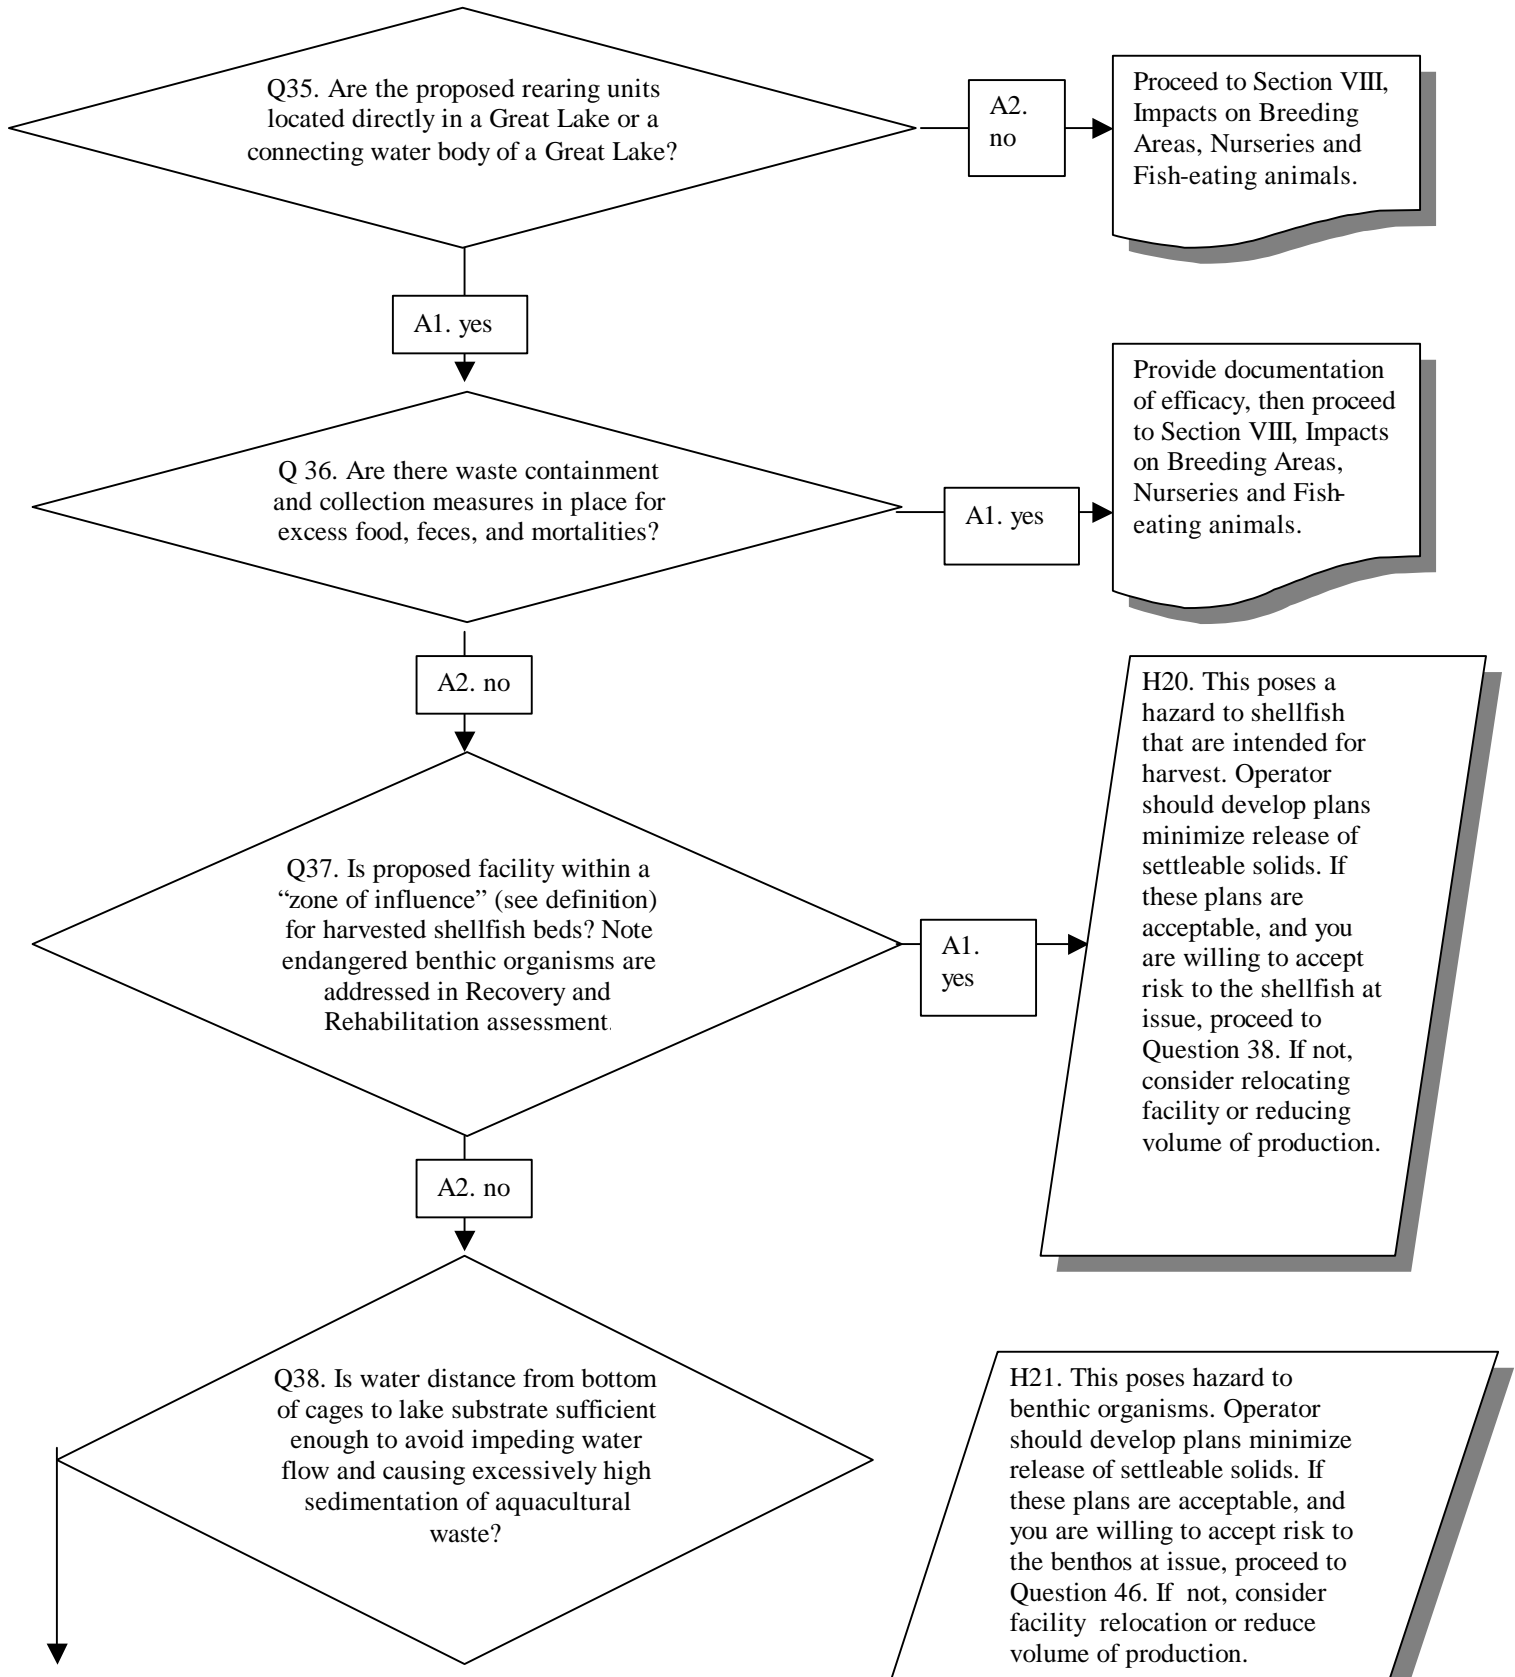 Q35. Are the proposed rearing units
located directly in a Great Lake or a
connecting water body of a Great Lake?
A2.
no
Proceed to Section VIII,
Impacts on Breeding
Areas, Nurseries and
Fish-eating animals.
A1. yes
Q 36. Are there waste containment
and collection measures in place for
excess food, feces, and mortalities?
A1. yes
Provide documentation
of efficacy, then proceed
to Section VIII, Impacts
on Breeding Areas,
Nurseries and Fish-
eating animals.
A2. no
Q37. Is proposed facility within a
“zone of influence” (see definition)
for harvested shellfish beds? Note
endangered benthic organisms are
addressed in Recovery and
Rehabilitation assessment.
A1.
yes
H20. This poses a
hazard to shellfish
that are intended for
harvest. Operator
should develop plans
minimize release of
settleable solids. If
these plans are
acceptable, and you
are willing to accept
risk to the shellfish at
issue, proceed to
Question 38. If not,
consider relocating
facility or reducing
volume of production.
A2. no
Q38. Is water distance from bottom
of cages to lake substrate sufficient
enough to avoid impeding water
flow and causing excessively high
sedimentation of aquacultural
waste?
H21. This poses hazard to
benthic organisms. Operator
should develop plans minimize
release of settleable solids. If
these plans are acceptable, and
you are willing to accept risk to
the benthos at issue, proceed to
Question 46. If not, consider
facility relocation or reduce
volume of production.